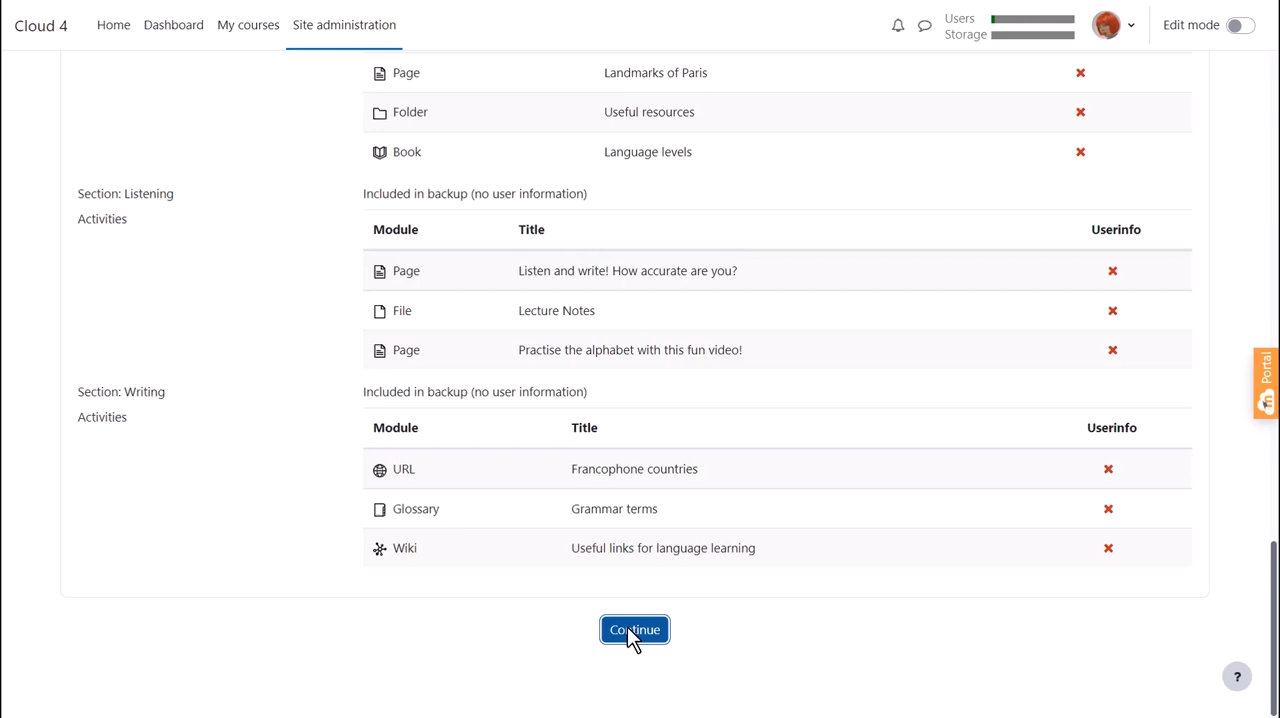 Cloud 4 Home Dashboard My courses Site administration Users Storage Edit mode
Page Landmarks of Paris
Folder Useful resources
Book Language levels
Section: Listening Included in backup (no user information)
Activities
Module Title Userinfo
Page Listen and write! How accurate are you?
File Lecture Notes
Page Practise the alphabet with this fun video!
Portal
Section: Writing Included in backup (no user information)
Activities
Module Title Userinfo
URL Francophone countries
Glossary Grammar terms
Wiki Useful links for language learning
Continue
?